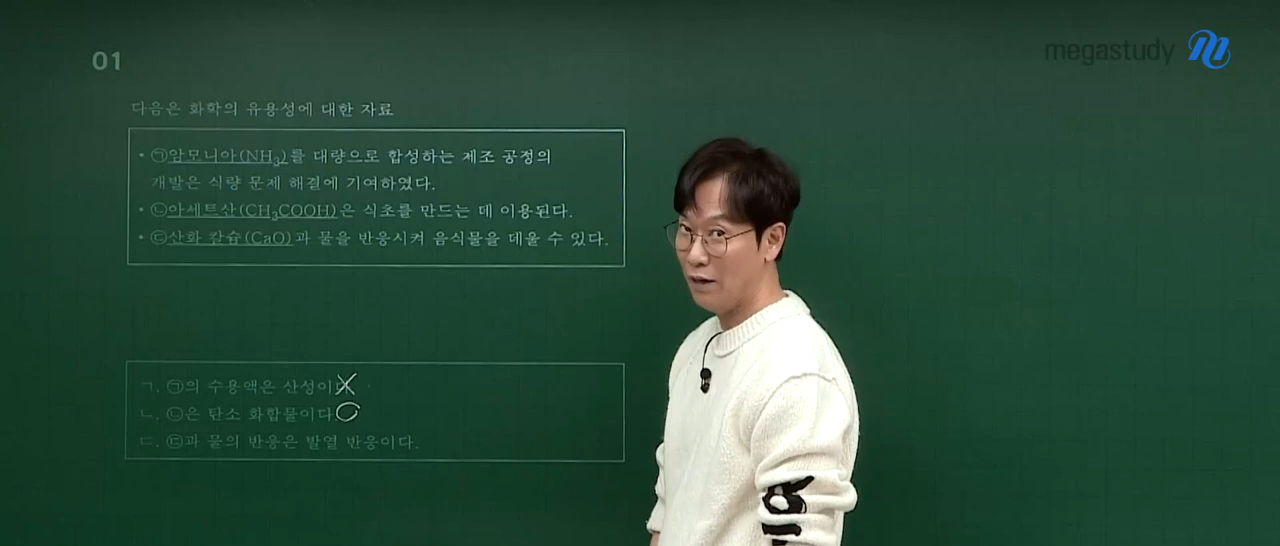 01
megastudy
다음은 화학의 유용성에 대한 자료
• ㉠암모니아(NH₃)를 대량으로 합성하는 제조 공정의
개발은 식량 문제 해결에 기여하였다.
• ㉡아세트산(CH₃COOH)은 식초를 만드는 데 이용된다.
• ㉢산화 칼슘(CaO)과 물을 반응시켜 음식물을 데울 수 있다.
ㄱ. ㉠의 수용액은 산성이다.
ㄴ. ㉡은 탄소 화합물이다.
ㄷ. ㉢과 물의 반응은 발열 반응이다.